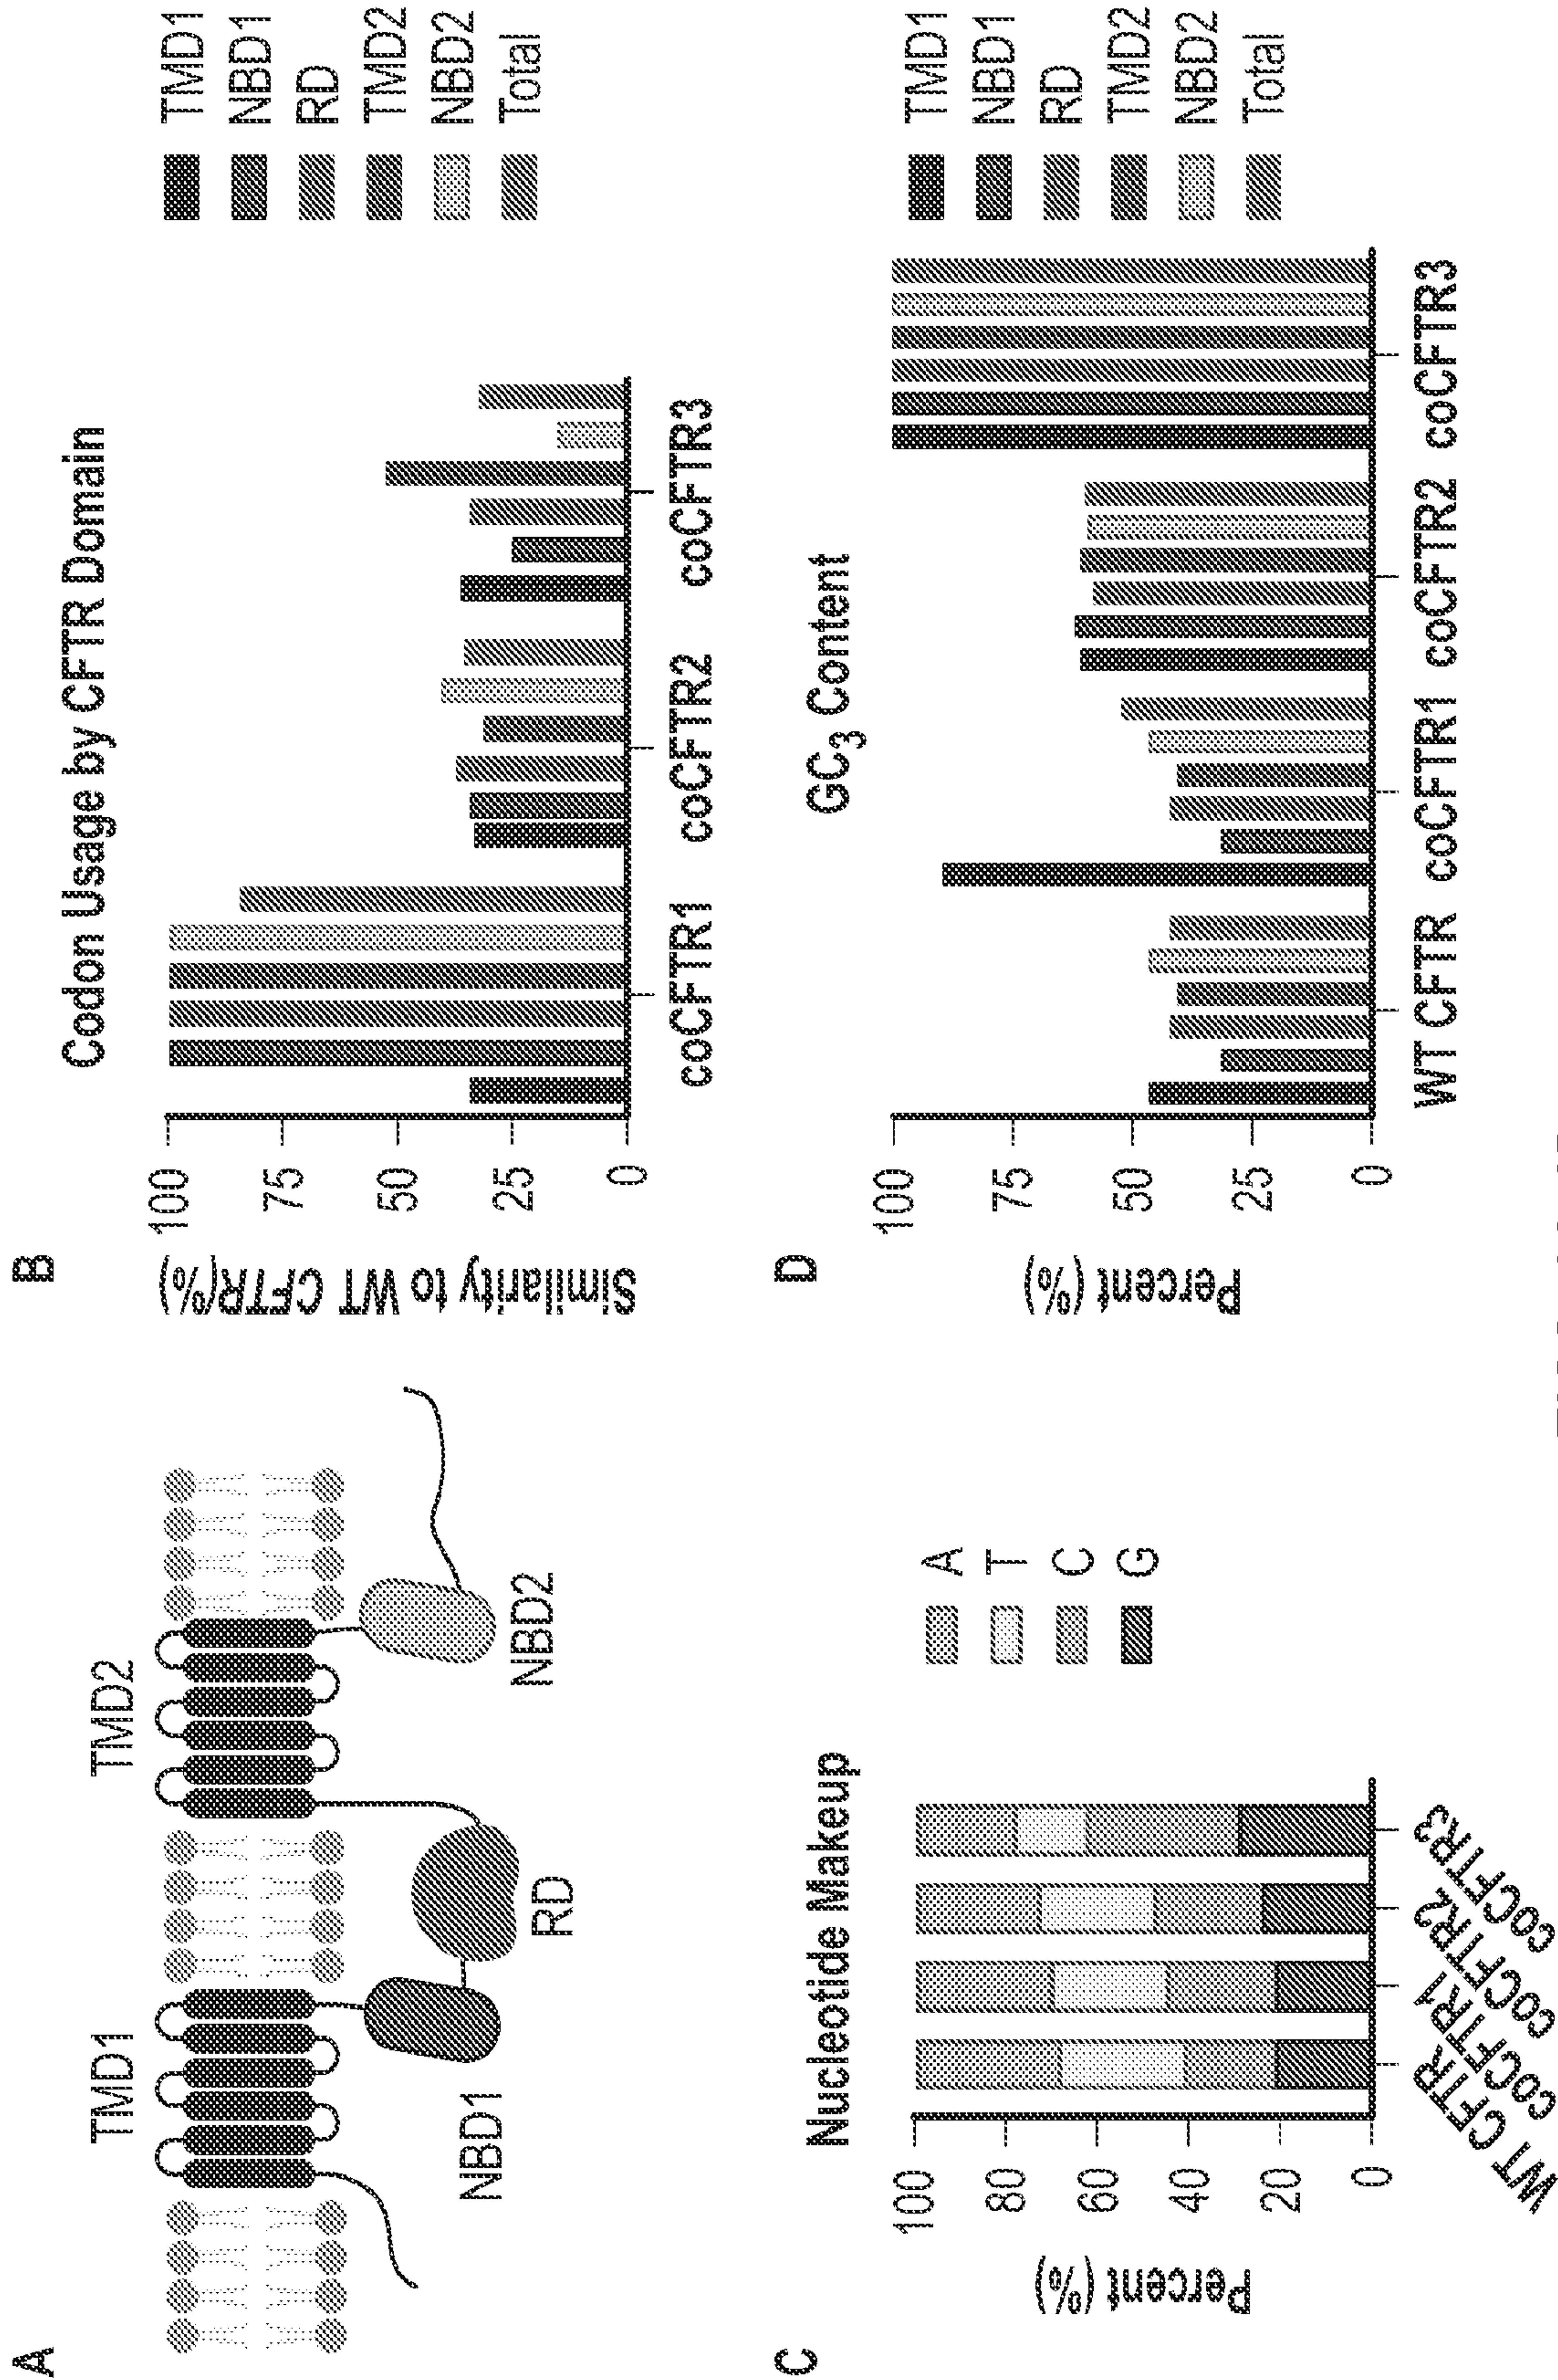 A
TMD1
TMD2
NBD1
RD
NBD2
B
Codon Usage by CFTR Domain
Similarity to WT CFTR(%)
100
75
50
25
0
coCFTR1
coCFTR2
coCFTR3
TMD1
NBD1
RD
TMD2
NBD2
Total
C
Nucleotide Makeup
Percent (%)
100
80
60
40
20
0
WT CFTR
coCFTR1
coCFTR2
coCFTR3
A
T
C
G
D
GC3 Content
Percent (%)
100
75
50
25
0
WT CFTR
coCFTR1
coCFTR2
coCFTR3
TMD1
NBD1
RD
TMD2
NBD2
Total